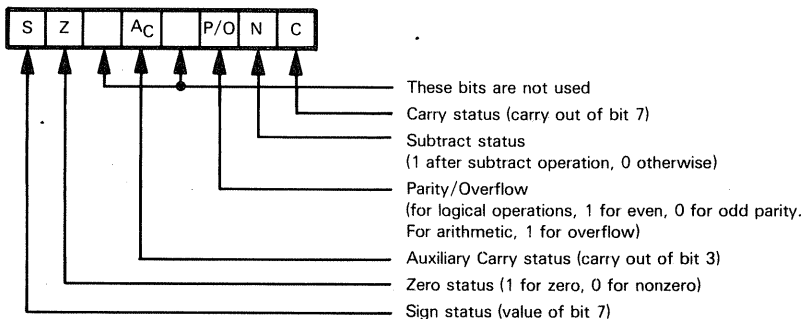 S Z A_C P/O N C
These bits are not used
Carry status (carry out of bit 7)
Subtract status
(1 after subtract operation, 0 otherwise)
Parity/Overflow
(for logical operations, 1 for even, 0 for odd parity.
For arithmetic, 1 for overflow)
Auxiliary Carry status (carry out of bit 3)
Zero status (1 for zero, 0 for nonzero)
Sign status (value of bit 7)